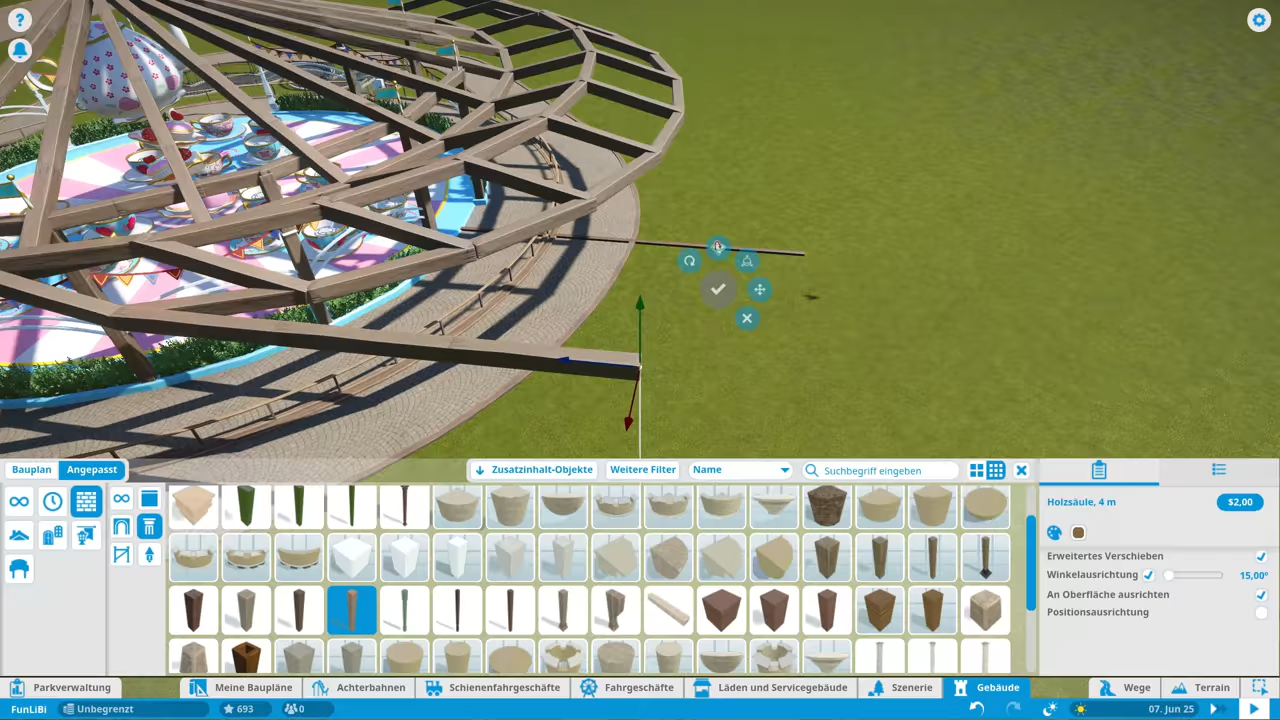 ?
Bauplan
Angepasst
Zusatzinhalt-Objekte
Weitere Filter
Name
Suchbegriff eingeben
Holzsäule, 4 m
$2,00
Erweitertes Verschieben
Winkelausrichtung
15,00°
An Oberfläche ausrichten
Positionsausrichtung
Parkverwaltung
Meine Baupläne
Achterbahnen
Schienenfahrgeschäfte
Fahrgeschäfte
Läden und Servicegebäude
Szenerie
Gebäude
Wege
Terrain
FunLiBi
Unbegrenzt
693
0
07. Jun 25